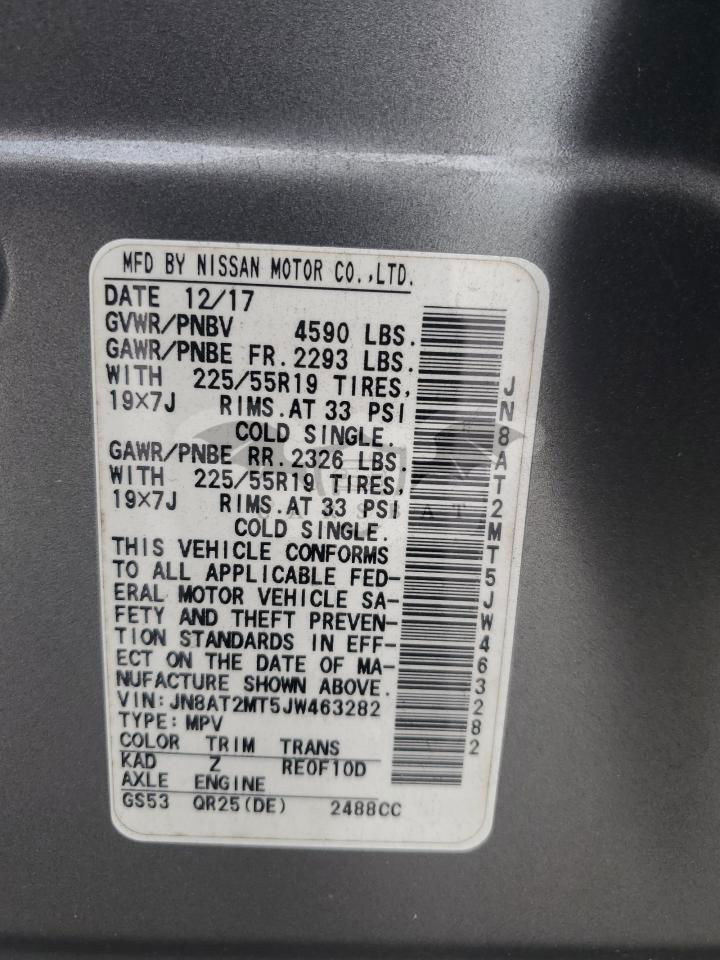 MFD BY NISSAN MOTOR CO.,LTD.
DATE 12/17
GVWR/PNBV 4590 LBS.
GAWR/PNBE FR. 2293 LBS.
WITH 225/55R19 TIRES,
19×7J RIMS. AT 33 PSI
COLD SINGLE.
GAWR/PNBE RR. 2326 LBS.
WITH 225/55R19 TIRES,
19×7J RIMS. AT 33 PSI
COLD SINGLE.
THIS VEHICLE CONFORMS
TO ALL APPLICABLE FED-
ERAL MOTOR VEHICLE SA-
FETY AND THEFT PREVEN-
TION STANDARDS IN EFF-
ECT ON THE DATE OF MA-
NUFACTURE SHOWN ABOVE.
VIN:JN8AT2MT5JW463282
TYPE:MPV
COLOR TRIM TRANS
KAD Z RE0F10D
AXLE ENGINE
GS53 QR25(DE) 2488CC
JN8AT2MT5JW463282